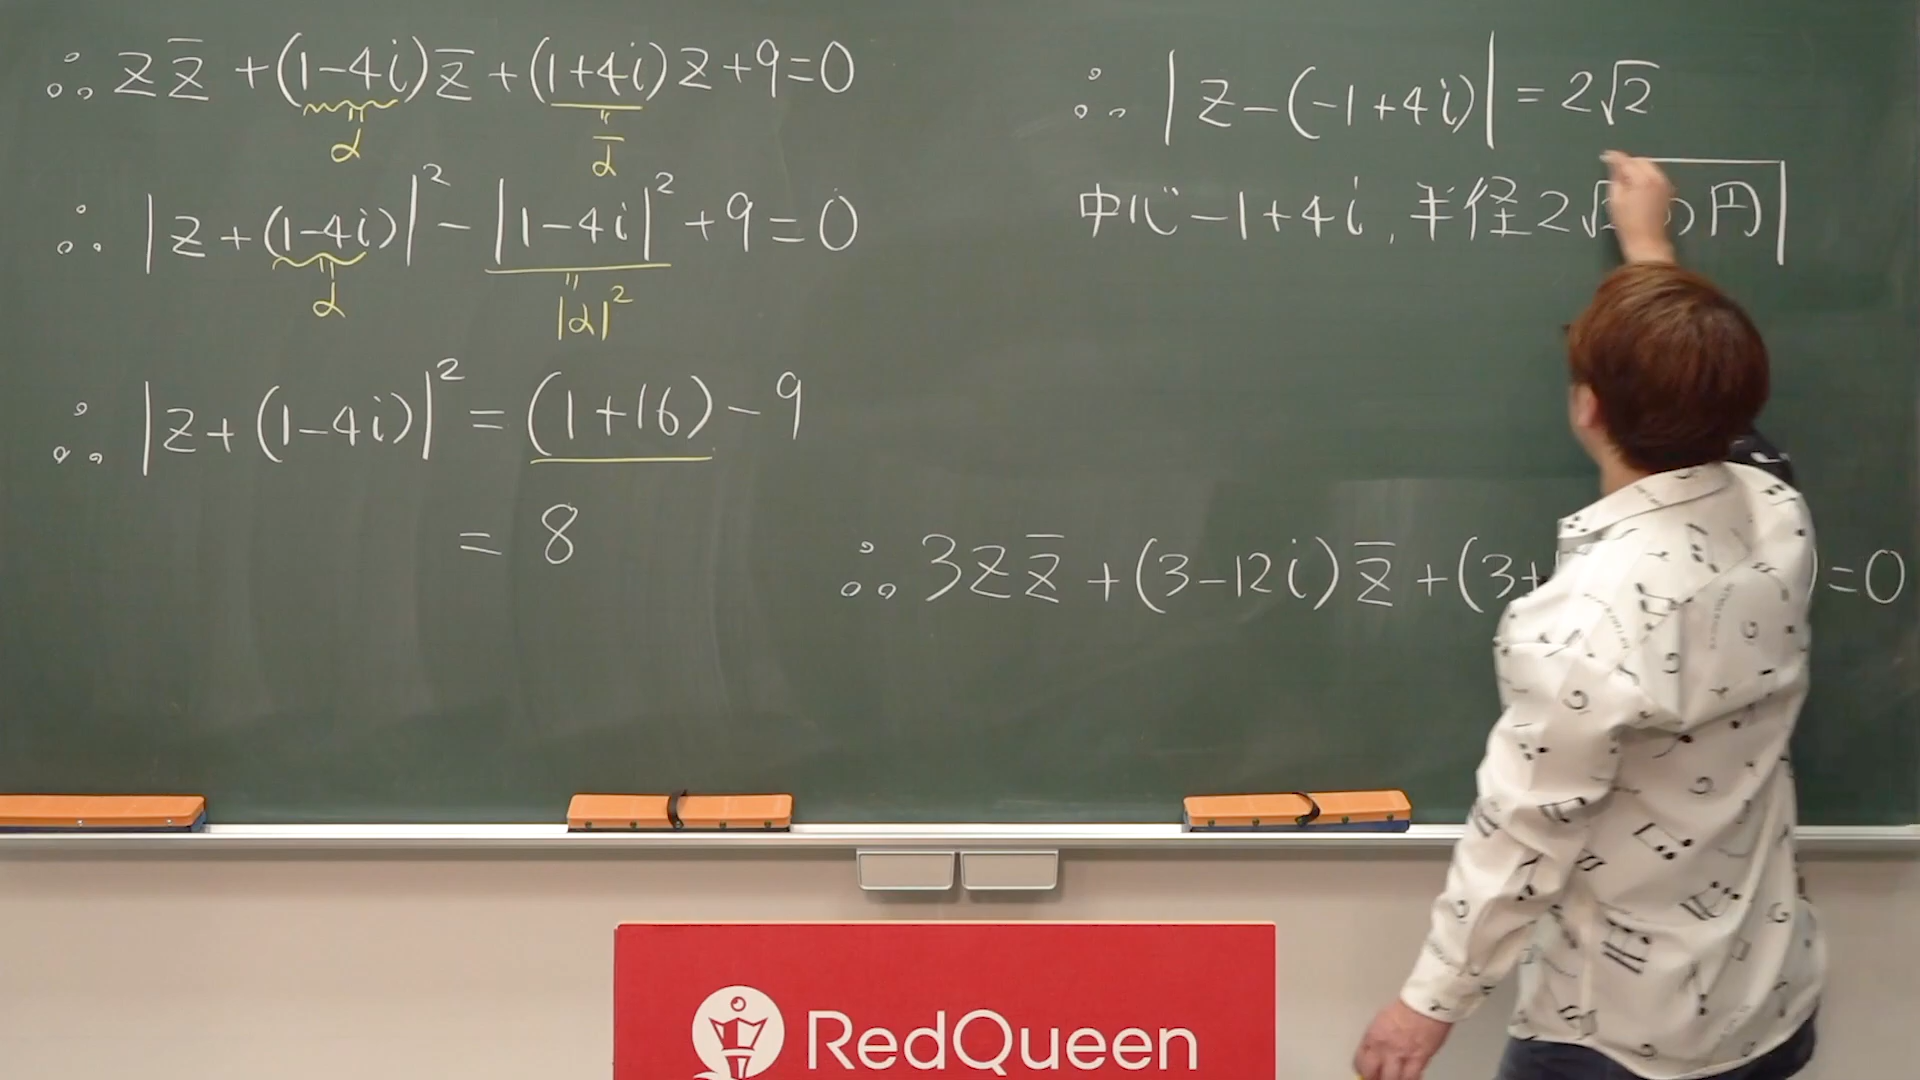 ∴ zz̅ + (1-4i)z̅ + (1+4i)z + 9 = 0
α
α̅
∴ |z + (1-4i)|² - |1-4i|² + 9 = 0
α
|α|²
∴ |z + (1-4i)|² = (1+16) - 9
= 8
∴ |z - (-1+4i)| = 2√2
中心 -1+4i, 半径2√ 円
∴ 3zz̅ + (3-12i)z̅ + (3+ ) = 0
RedQueen